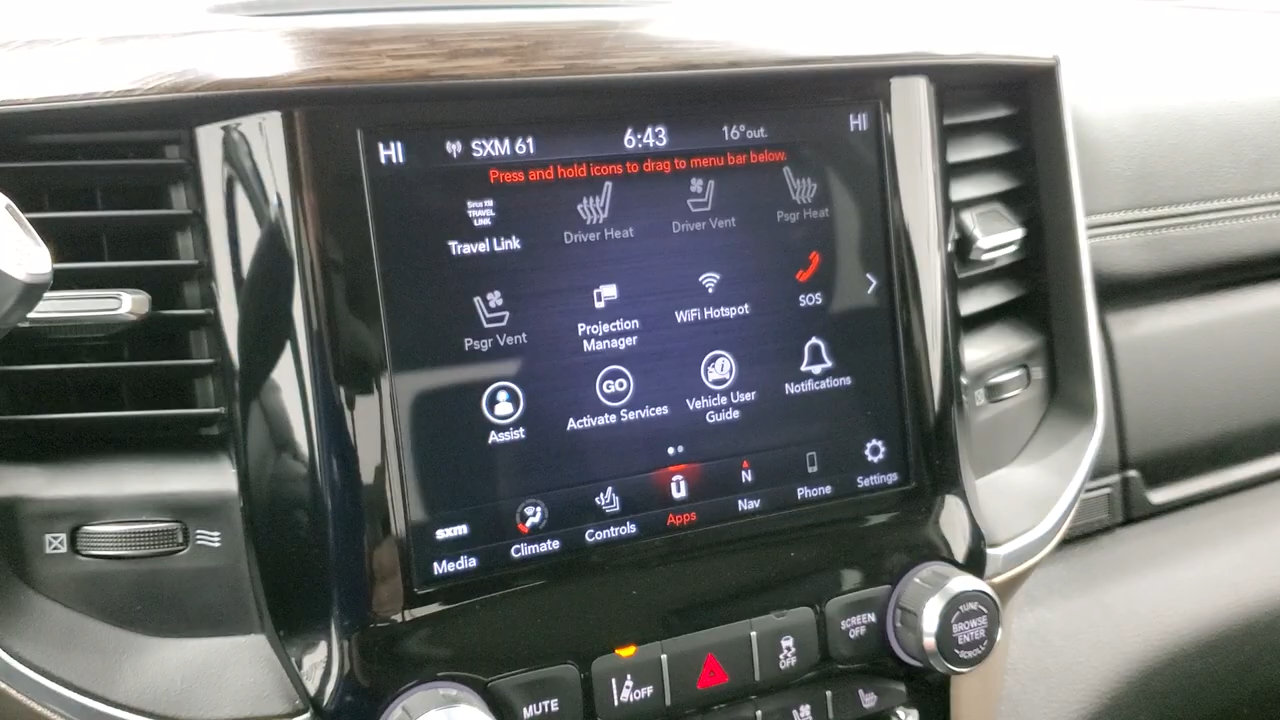 HI
SXM 61
6:43
16° out.
HI
Press and hold icons to drag to menu bar below.
Sirius XM
TRAVEL
LINK
Travel Link
Driver Heat
Driver Vent
Psgr Heat
Psgr Vent
Projection
Manager
WiFi Hotspot
SOS
Assist
GO
Activate Services
Vehicle User
Guide
Notifications
sxm
Media
Climate
Controls
Apps
N
Nav
Phone
Settings
MUTE
OFF
OFF
SCREEN
OFF
TUNE
BROWSE
ENTER
SCROLL